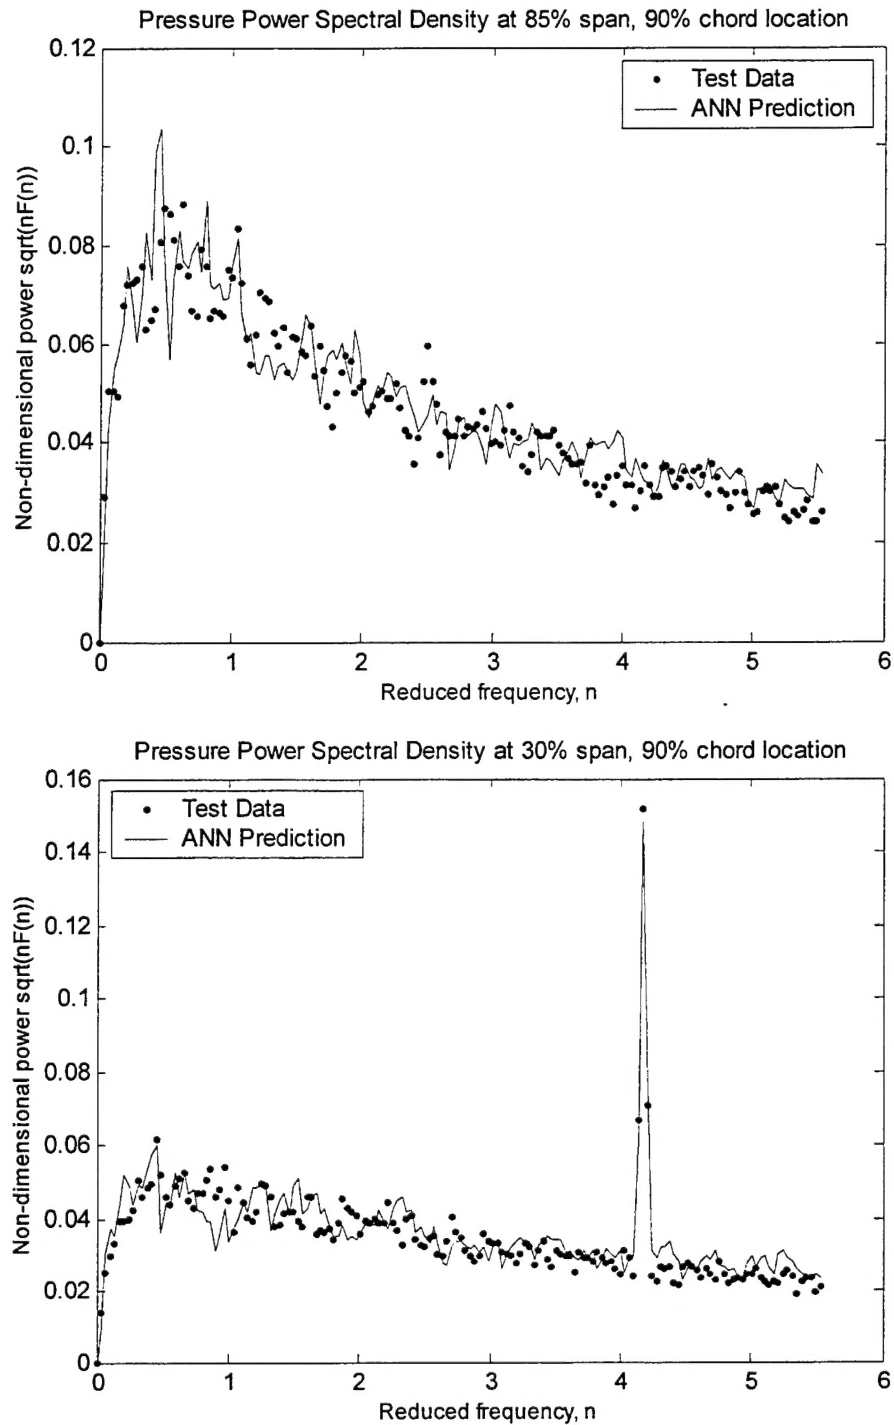 Pressure Power Spectral Density at 85% span, 90% chord location
0.12
0.1
0.08
0.06
0.04
0.02
0
Non-dimensional power sqrt(nF(n))
Test Data
ANN Prediction
0 1 2 3 4 5 6
Reduced frequency, n
Pressure Power Spectral Density at 30% span, 90% chord location
0.16
0.14
0.12
0.1
0.08
0.06
0.04
0.02
0
Non-dimensional power sqrt(nF(n))
Test Data
ANN Prediction
0 1 2 3 4 5 6
Reduced frequency, n